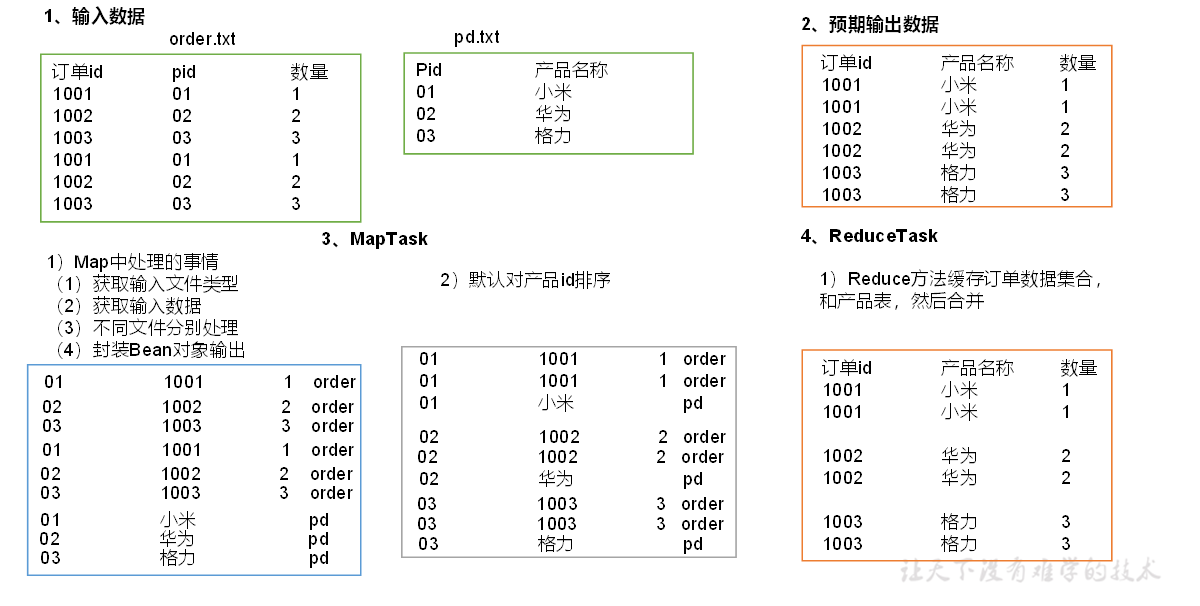 1、输入数据
order.txt
订单id pid 数量
1001 01 1
1002 02 2
1003 03 3
1001 01 1
1002 02 2
1003 03 3
pd.txt
Pid 产品名称
01 小米
02 华为
03 格力
2、预期输出数据
订单id 产品名称 数量
1001 小米 1
1001 小米 1
1002 华为 2
1002 华为 2
1003 格力 3
1003 格力 3
3、MapTask
1）Map中处理的事情
（1）获取输入文件类型
（2）获取输入数据
（3）不同文件分别处理
（4）封装Bean对象输出
01 1001 1 order
02 1002 2 order
03 1003 3 order
01 1001 1 order
02 1002 2 order
03 1003 3 order
01 小米 pd
02 华为 pd
03 格力 pd
2）默认对产品id排序
01 1001 1 order
01 1001 1 order
01 小米 pd
02 1002 2 order
02 1002 2 order
02 华为 pd
03 1003 3 order
03 1003 3 order
03 格力 pd
4、ReduceTask
1）Reduce方法缓存订单数据集合，
和产品表，然后合并
订单id 产品名称 数量
1001 小米 1
1001 小米 1
1002 华为 2
1002 华为 2
1003 格力 3
1003 格力 3
让天下没有难学的技术